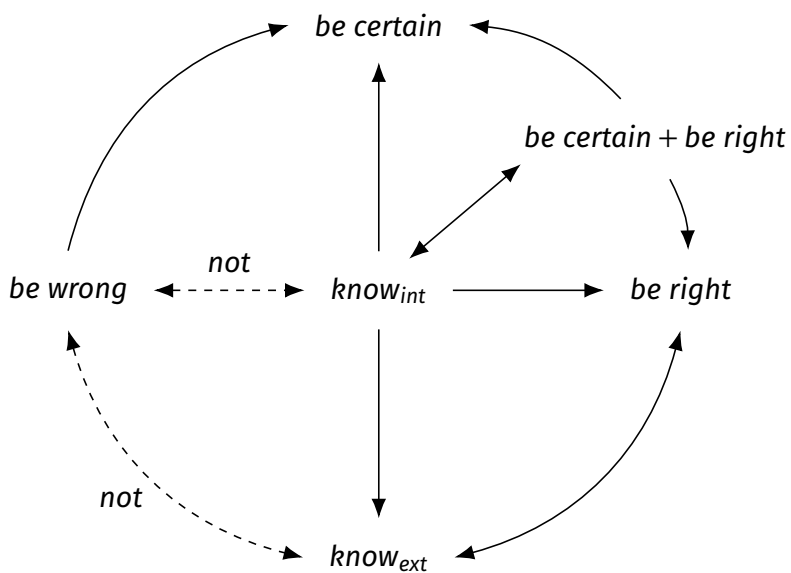 be certain
be certain + be right
not
be wrong
know_int
be right
not
know_ext